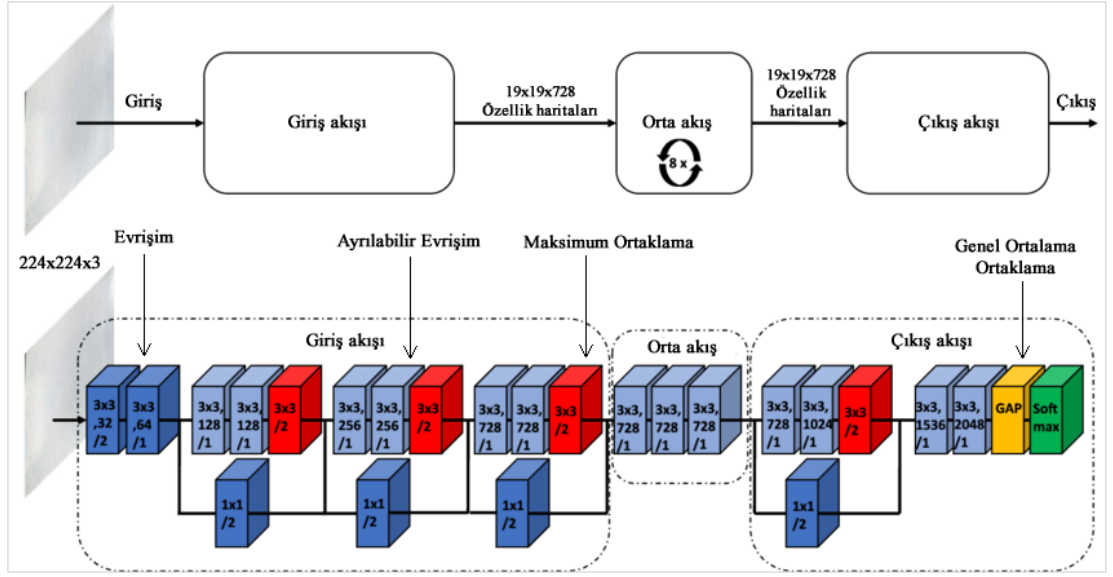 Giriş
Giriş akışı
19x19x728
Özellik haritaları
Orta akış
8 x
19x19x728
Özellik
haritaları
Çıkış akışı
Çıkış
Evrişim
Ayrılabilir Evrişim
Maksimum Ortaklama
Genel Ortalama
Ortaklama
224x224x3
Giriş akışı
Orta akış
Çıkış akışı
3x3
,32
/2
3x3
,64
/1
3x3,
128
/1
3x3,
128
/1
3x3
/2
3x3,
256
/1
3x3,
256
/1
3x3
/2
3x3,
728
/1
3x3,
728
/1
3x3
/2
3x3,
728
/1
3x3,
728
/1
3x3,
728
/1
3x3,
728
/1
3x3,
1024
/1
3x3
/2
3x3,
1536
/1
3x3,
2048
/1
GAP
Soft
max
1x1
/2
1x1
/2
1x1
/2
1x1
/2